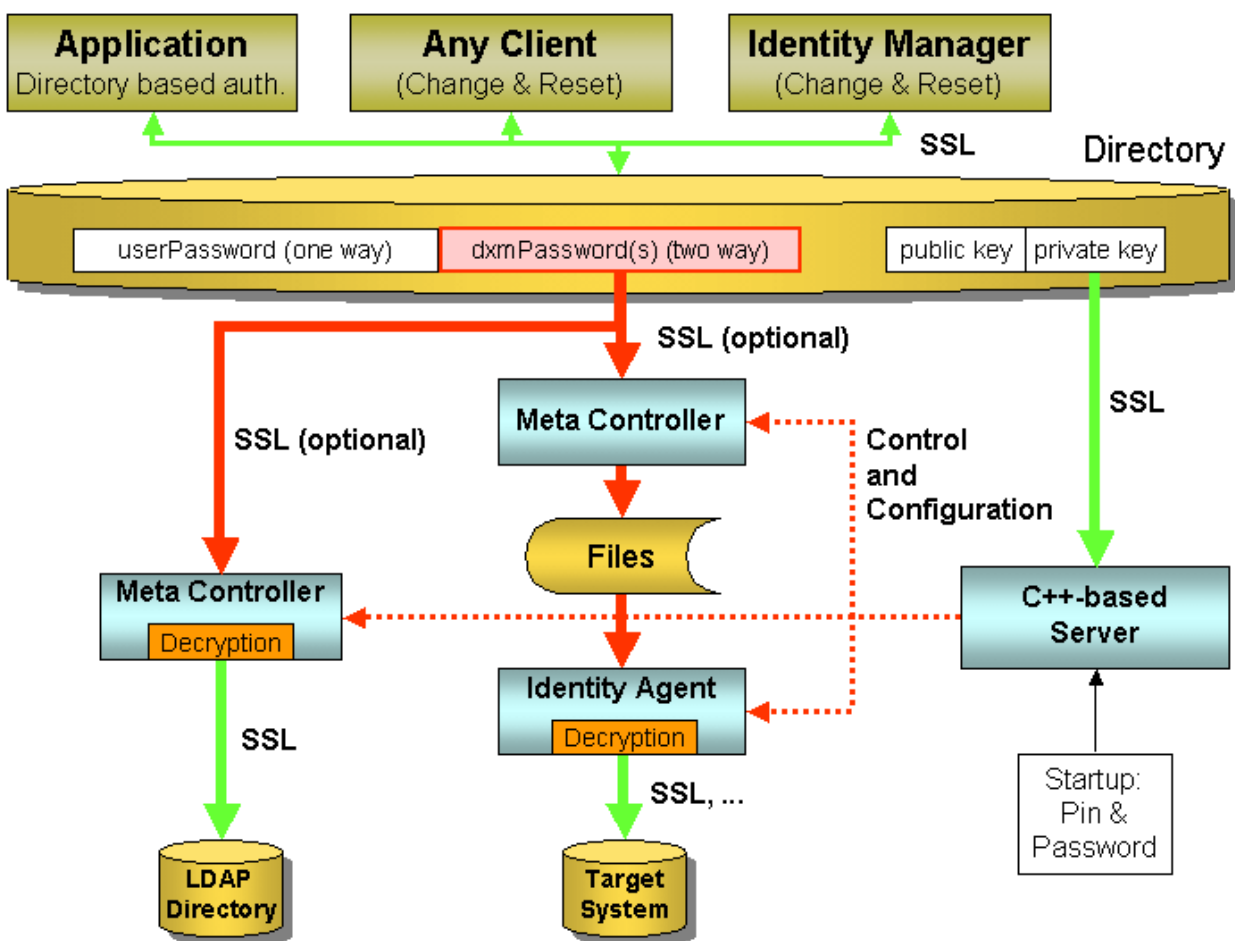 Application
Directory based auth.
Any Client
(Change & Reset)
Identity Manager
(Change & Reset)
SSL
Directory
userPassword (one way)
dxmPassword(s) (two way)
public key
private key
SSL (optional)
SSL (optional)
SSL
Meta Controller
Control
and
Configuration
Files
Meta Controller
Decryption
C++-based
Server
Identity Agent
Decryption
SSL
SSL, ...
Startup:
Pin &
Password
LDAP
Directory
Target
System